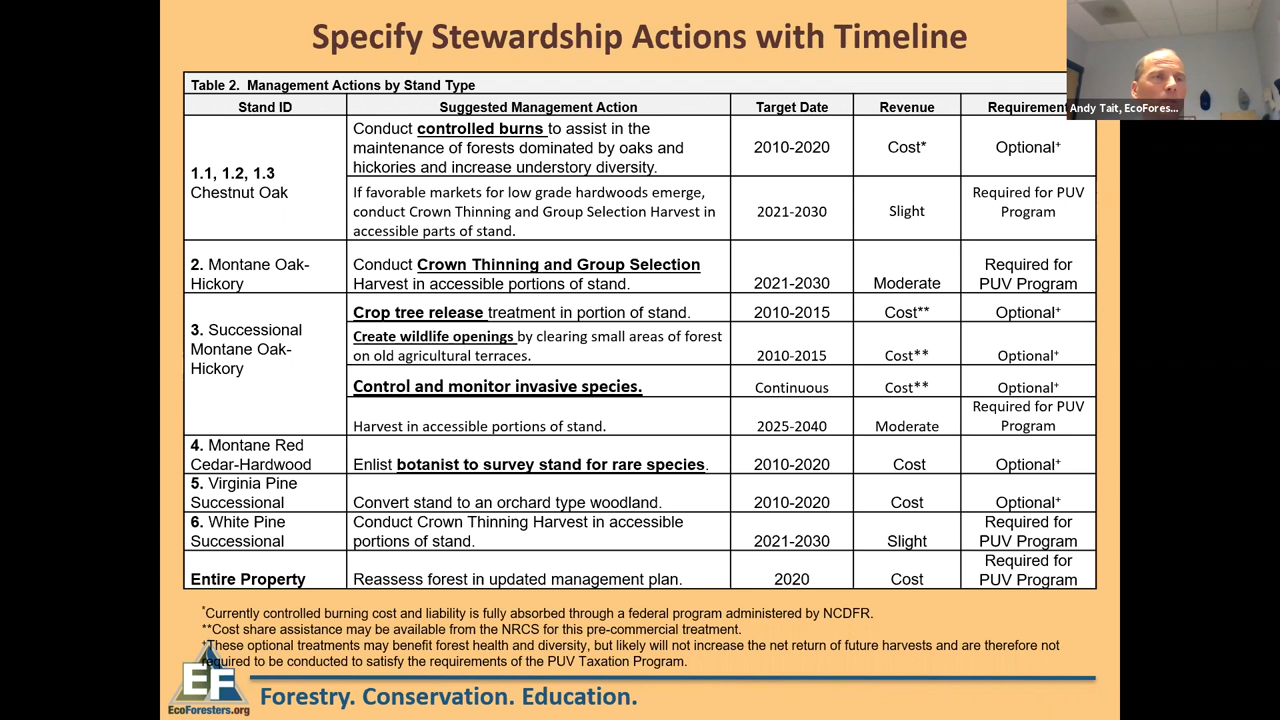 Specify Stewardship Actions with Timeline
Andy Tait, EcoFores...
Table 2. Management Actions by Stand Type
Stand ID
Suggested Management Action
Target Date
Revenue
Requirement
1.1, 1.2, 1.3
Chestnut Oak
Conduct controlled burns to assist in the
maintenance of forests dominated by oaks and
hickories and increase understory diversity.
2010-2020
Cost*
Optional+
If favorable markets for low grade hardwoods emerge,
conduct Crown Thinning and Group Selection Harvest in
accessible parts of stand.
2021-2030
Slight
Required for PUV
Program
2. Montane Oak-
Hickory
Conduct Crown Thinning and Group Selection
Harvest in accessible portions of stand.
2021-2030
Moderate
Required for
PUV Program
3. Successional
Montane Oak-
Hickory
Crop tree release treatment in portion of stand.
2010-2015
Cost**
Optional+
Create wildlife openings by clearing small areas of forest
on old agricultural terraces.
2010-2015
Cost**
Optional+
Control and monitor invasive species.
Continuous
Cost**
Optional+
Harvest in accessible portions of stand.
2025-2040
Moderate
Required for PUV
Program
4. Montane Red
Cedar-Hardwood
Enlist botanist to survey stand for rare species.
2010-2020
Cost
Optional+
5. Virginia Pine
Successional
Convert stand to an orchard type woodland.
2010-2020
Cost
Optional+
6. White Pine
Successional
Conduct Crown Thinning Harvest in accessible
portions of stand.
2021-2030
Slight
Required for
PUV Program
Entire Property
Reassess forest in updated management plan.
2020
Cost
Required for
PUV Program
*Currently controlled burning cost and liability is fully absorbed through a federal program administered by NCDFR.
**Cost share assistance may be available from the NRCS for this pre-commercial treatment.
+These optional treatments may benefit forest health and diversity, but likely will not increase the net return of future harvests and are therefore not
required to be conducted to satisfy the requirements of the PUV Taxation Program.
EF
EcoForesters.org
Forestry. Conservation. Education.